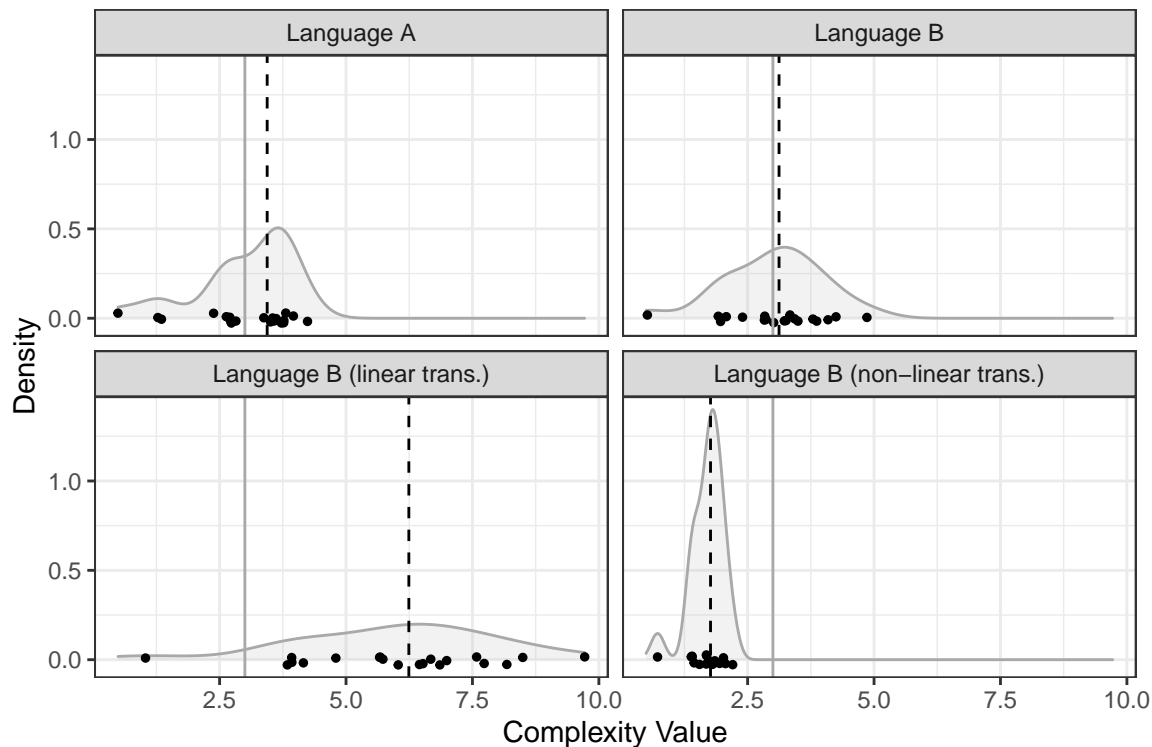 Language A
Language B
1.0
0.5
0.0
Language B (linear trans.)
Language B (non−linear trans.)
1.0
0.5
0.0
2.5
5.0
7.5
10.0
2.5
5.0
7.5
10.0
Density
Complexity Value